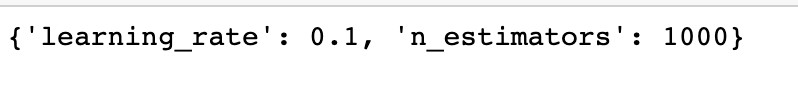 {'learning_rate': 0.1, 'n_estimators': 1000}